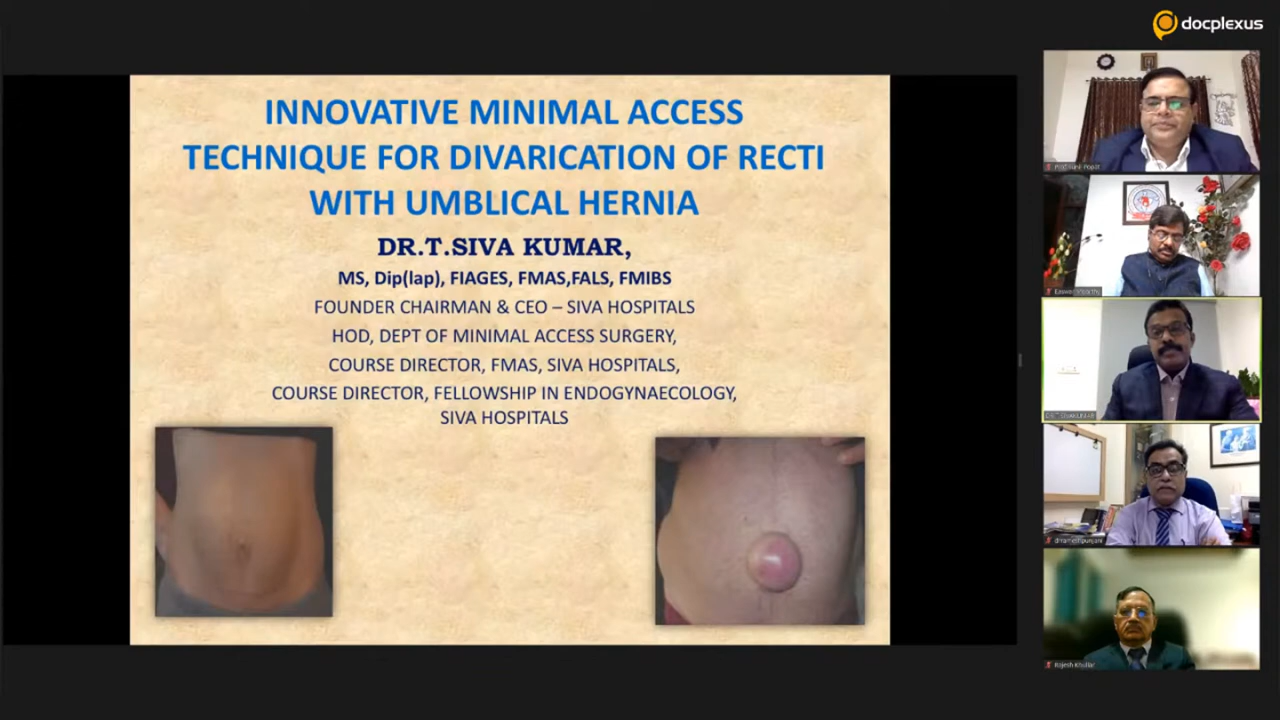 docplexus
INNOVATIVE MINIMAL ACCESS
TECHNIQUE FOR DIVARICATION OF RECTI
WITH UMBLICAL HERNIA
DR.T.SIVA KUMAR,
MS, Dip(lap), FIAGES, FMAS,FALS, FMIBS
FOUNDER CHAIRMAN & CEO – SIVA HOSPITALS
HOD, DEPT OF MINIMAL ACCESS SURGERY,
COURSE DIRECTOR, FMAS, SIVA HOSPITALS,
COURSE DIRECTOR, FELLOWSHIP IN ENDOGYNAECOLOGY,
SIVA HOSPITALS
Rajesh Khullar